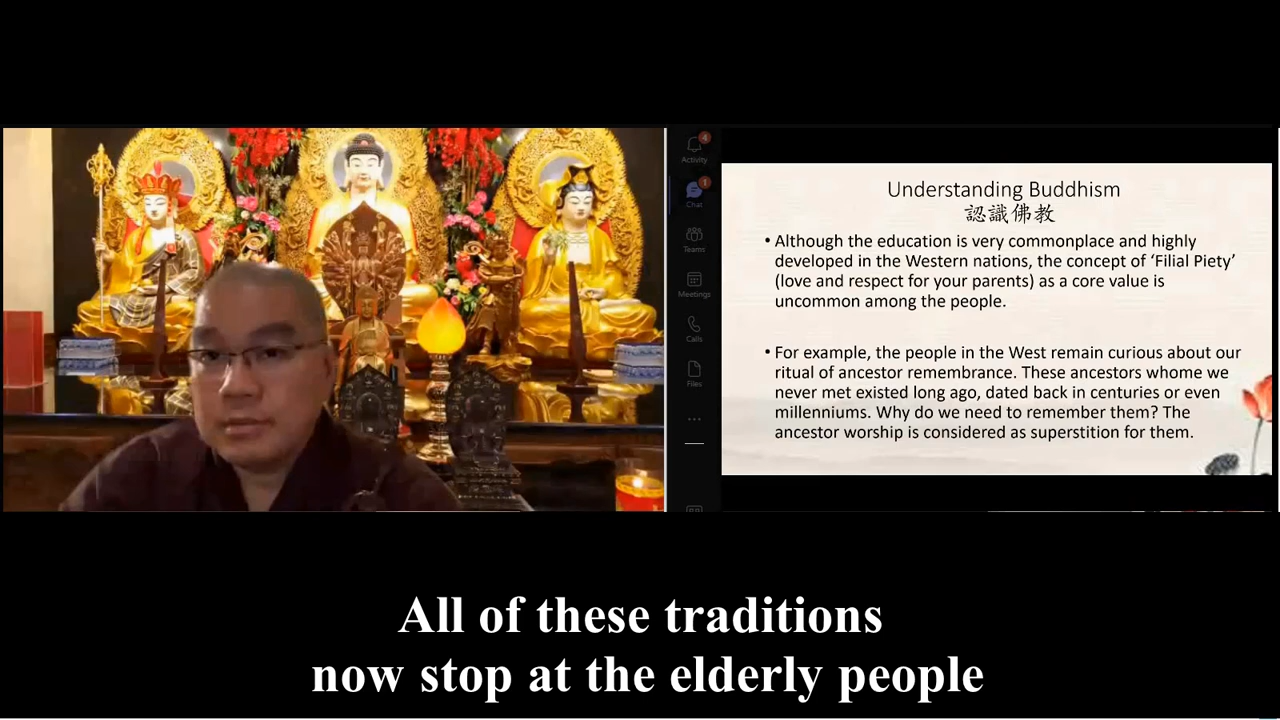 4
Activity
1
Chat
Teams
Meetings
Calls
Files
...
Understanding Buddhism
認識佛教
• Although the education is very commonplace and highly
developed in the Western nations, the concept of ‘Filial Piety’
(love and respect for your parents) as a core value is
uncommon among the people.
• For example, the people in the West remain curious about our
ritual of ancestor remembrance. These ancestors whome we
never met existed long ago, dated back in centuries or even
millenniums. Why do we need to remember them? The
ancestor worship is considered as superstition for them.
All of these traditions
now stop at the elderly people